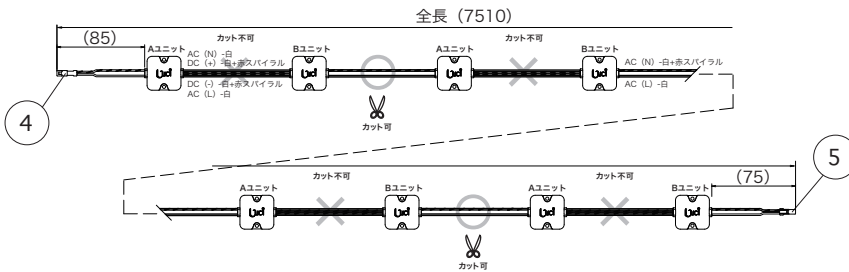 全長（7510）
（85）
カット不可
カット不可
Aユニット
AC（N）-白
DC（+）-白+赤スパイラル
Bユニット
Aユニット
Bユニット
AC（N）-白+赤スパイラル
DC（-）-白+赤スパイラル
AC（L）-白
AC（L）-白
4
カット可
カット不可
カット不可
5
（75）
Aユニット
Bユニット
Aユニット
Bユニット
カット可